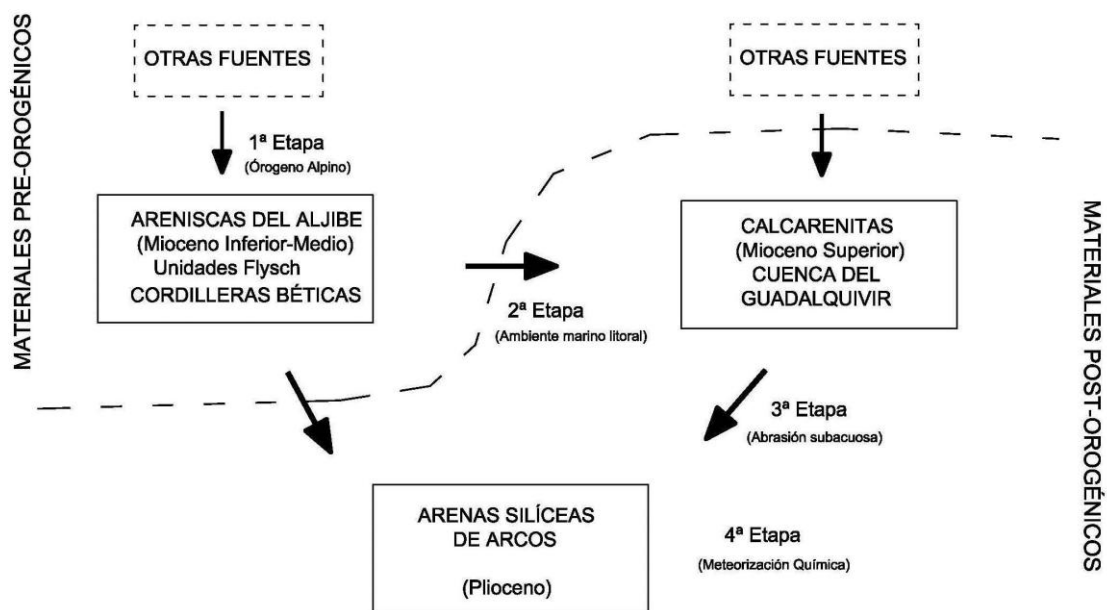 MATERIALES PRE-OROGÉNICOS
OTRAS FUENTES
1ª Etapa
(Órogeno Alpino)
ARENISCAS DEL ALJIBE
(Mioceno Inferior-Medio)
Unidades Flysch
CORDILLERAS BÉTICAS
2ª Etapa
(Ambiente marino litoral)
OTRAS FUENTES
CALCARENITAS
(Mioceno Superior)
CUENCA DEL
GUADALQUIVIR
3ª Etapa
(Abrasión subacuosa)
ARENAS SILÍCEAS
DE ARCOS
(Plioceno)
4ª Etapa
(Meteorización Química)
MATERIALES POST-OROGÉNICOS